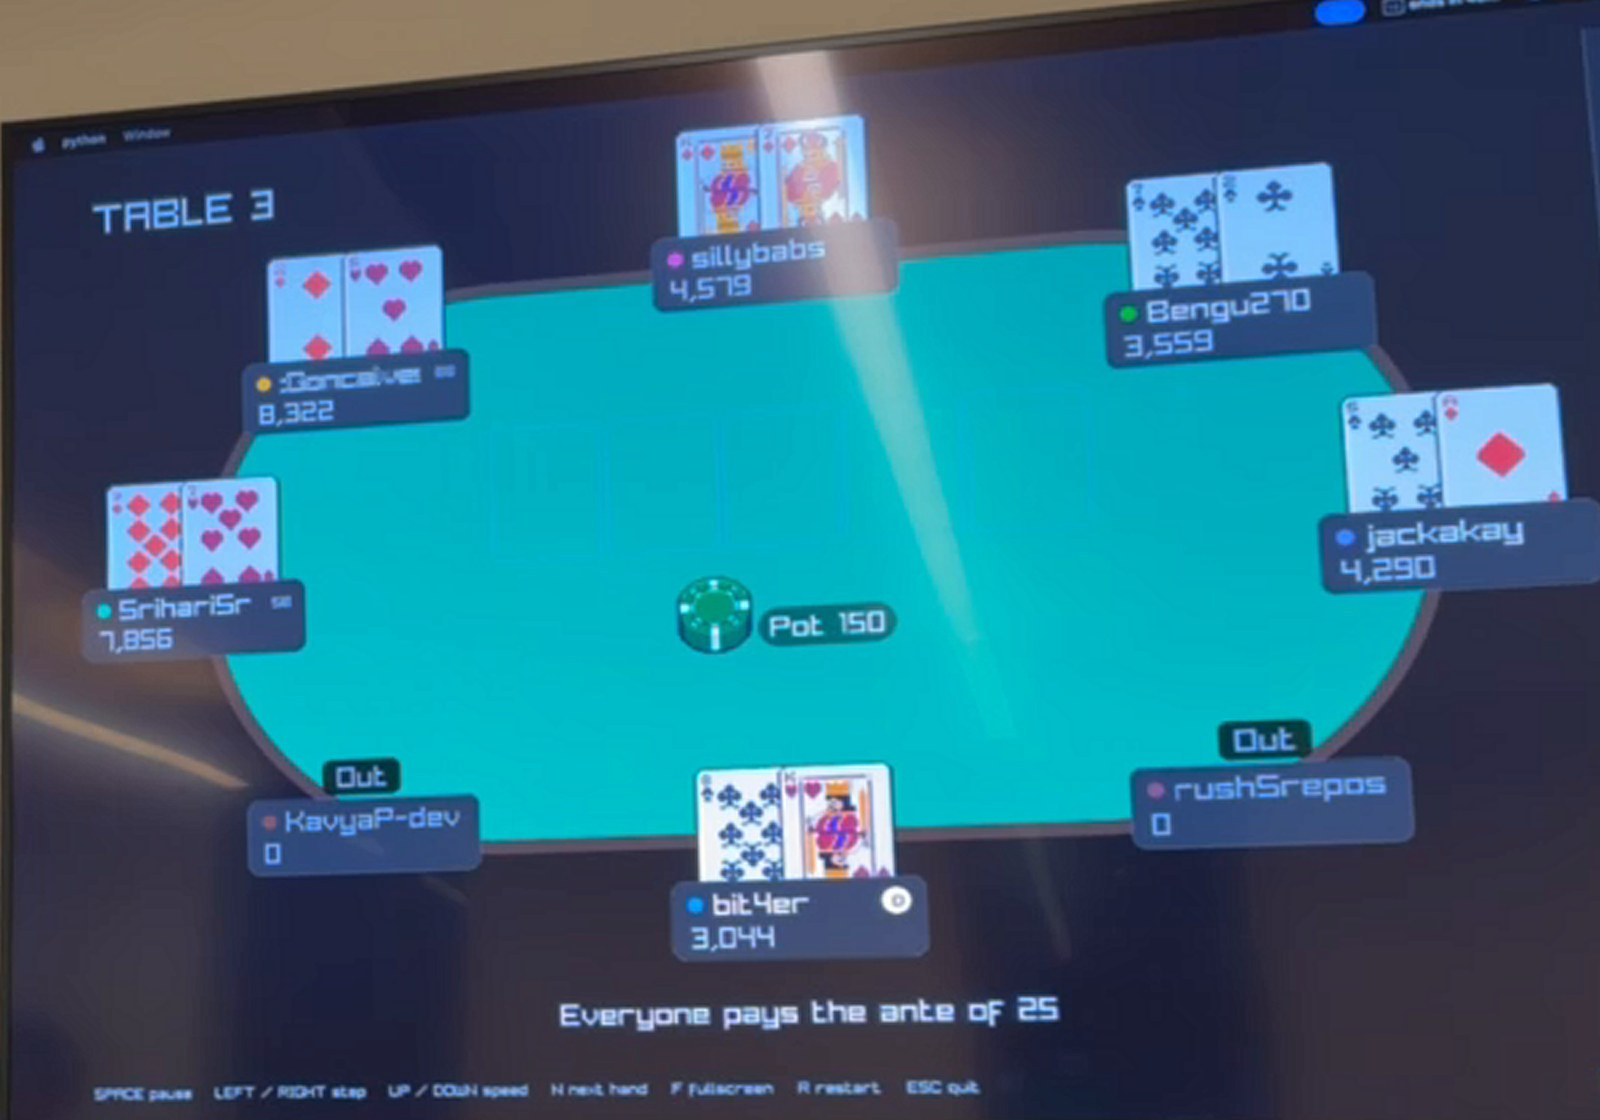 python Window
TABLE 3
sillybabs
4,579
Bengu270
3,559
8,322
jackakay
4,290
SrihariSr SB
7,856
Pot 150
Out
KavyaP-dev
0
Out
rushSrepos
0
K
bit4er D
3,044
Everyone pays the ante of 25
SPACE pause LEFT / RIGHT step UP / DOWN speed N next hand F fullscreen R restart ESC quit